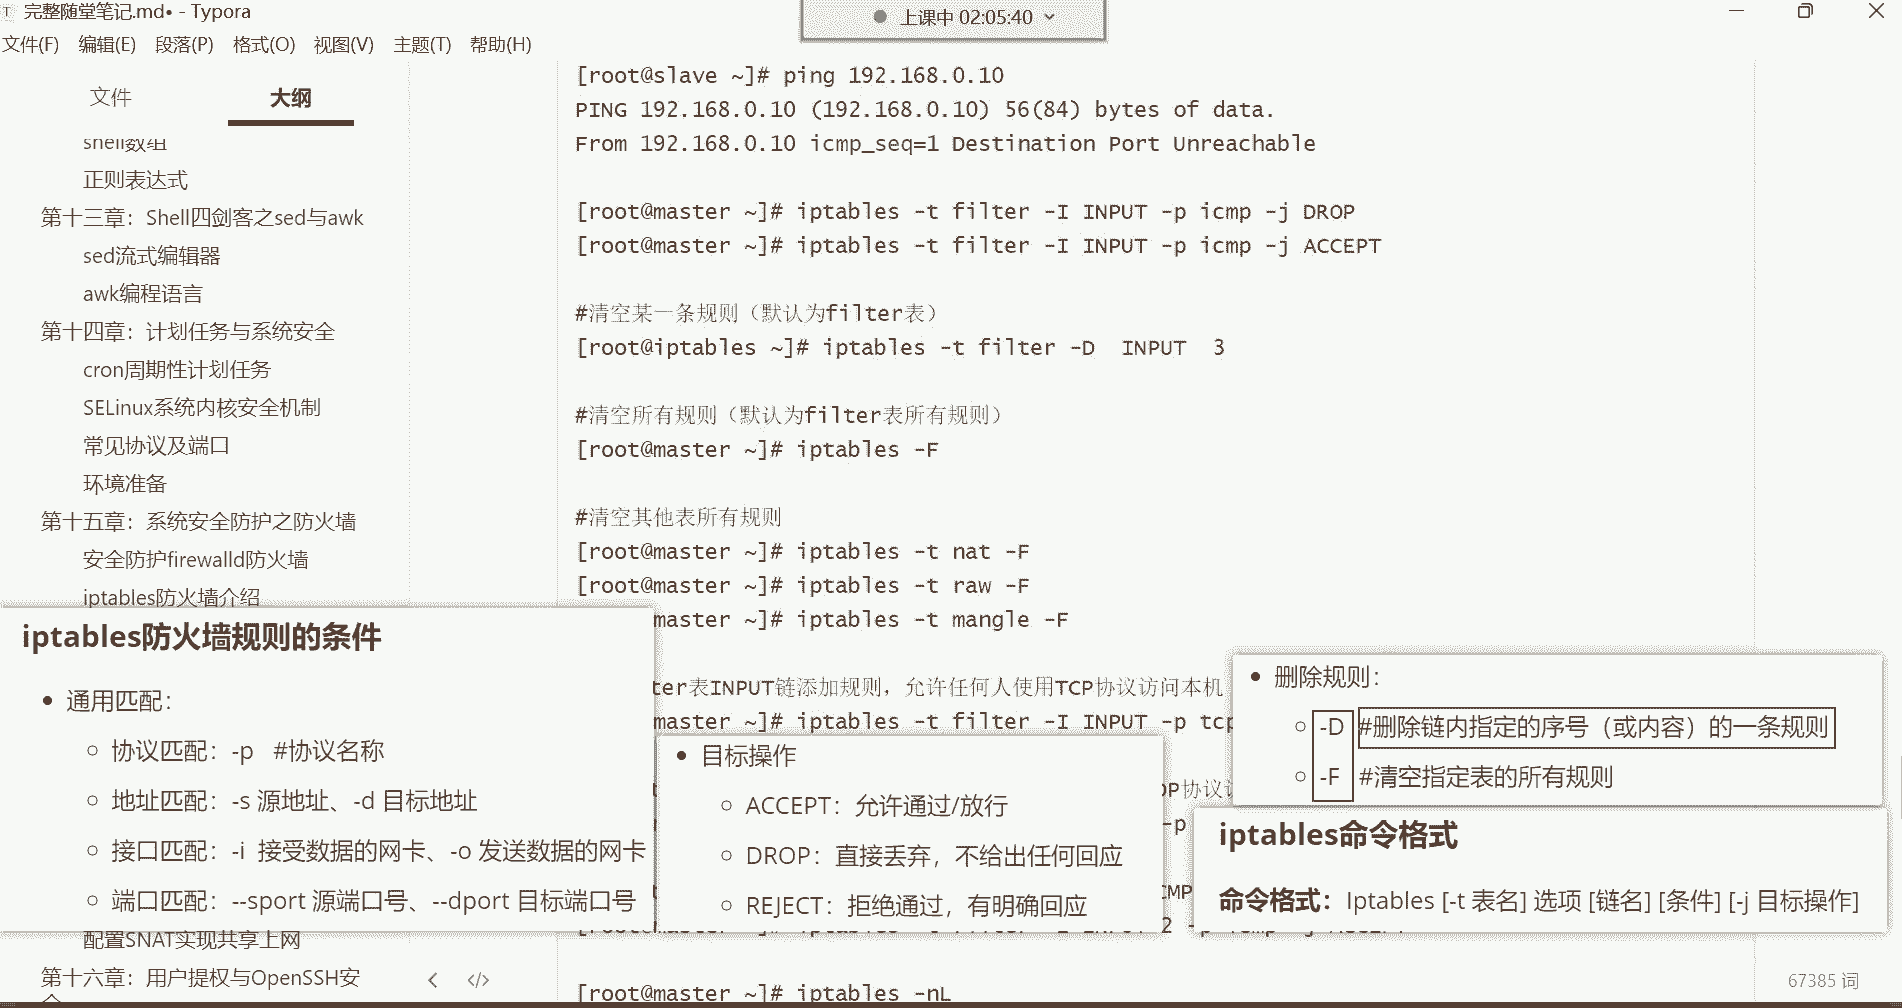 完整随堂笔记.md• - Typora
上课中 02:05:40
文件(F) 编辑(E) 段落(P) 格式(O) 视图(V) 主题(T) 帮助(H)
文件 大纲
shell数组
正则表达式
第十三章：Shell四剑客之sed与awk
sed流式编辑器
awk编程语言
第十四章：计划任务与系统安全
cron周期性计划任务
SELinux系统内核安全机制
常见协议及端口
环境准备
第十五章：系统安全防护之防火墙
安全防护firewalld防火墙
iptables防火墙介绍
配置SNAT实现共享上网
第十六章：用户提权与OpenSSH安
[root@slave ~]# ping 192.168.0.10
PING 192.168.0.10 (192.168.0.10) 56(84) bytes of data.
From 192.168.0.10 icmp_seq=1 Destination Port Unreachable
[root@master ~]# iptables -t filter -I INPUT -p icmp -j DROP
[root@master ~]# iptables -t filter -I INPUT -p icmp -j ACCEPT
#清空某一条规则（默认为filter表）
[root@iptables ~]# iptables -t filter -D  INPUT  3
#清空所有规则（默认为filter表所有规则）
[root@master ~]# iptables -F
#清空其他表所有规则
[root@master ~]# iptables -t nat -F
[root@master ~]# iptables -t raw -F
master ~]# iptables -t mangle -F
ter表INPUT链添加规则，允许任何人使用TCP协议访问本机
master ~]# iptables -t filter -I INPUT -p tcp
P协议
-p
CMP
[root@master ~]# iptables -nL
iptables防火墙规则的条件
• 通用匹配：
○ 协议匹配：-p #协议名称
○ 地址匹配：-s 源地址、-d 目标地址
○ 接口匹配：-i 接受数据的网卡、-o 发送数据的网卡
○ 端口匹配：--sport 源端口号、--dport 目标端口号
• 目标操作
○ ACCEPT：允许通过/放行
○ DROP：直接丢弃，不给出任何回应
○ REJECT：拒绝通过，有明确回应
• 删除规则：
○ -D #删除链内指定的序号（或内容）的一条规则
○ -F #清空指定表的所有规则
iptables命令格式
命令格式：Iptables [-t 表名] 选项 [链名] [条件] [-j 目标操作]
67385 词